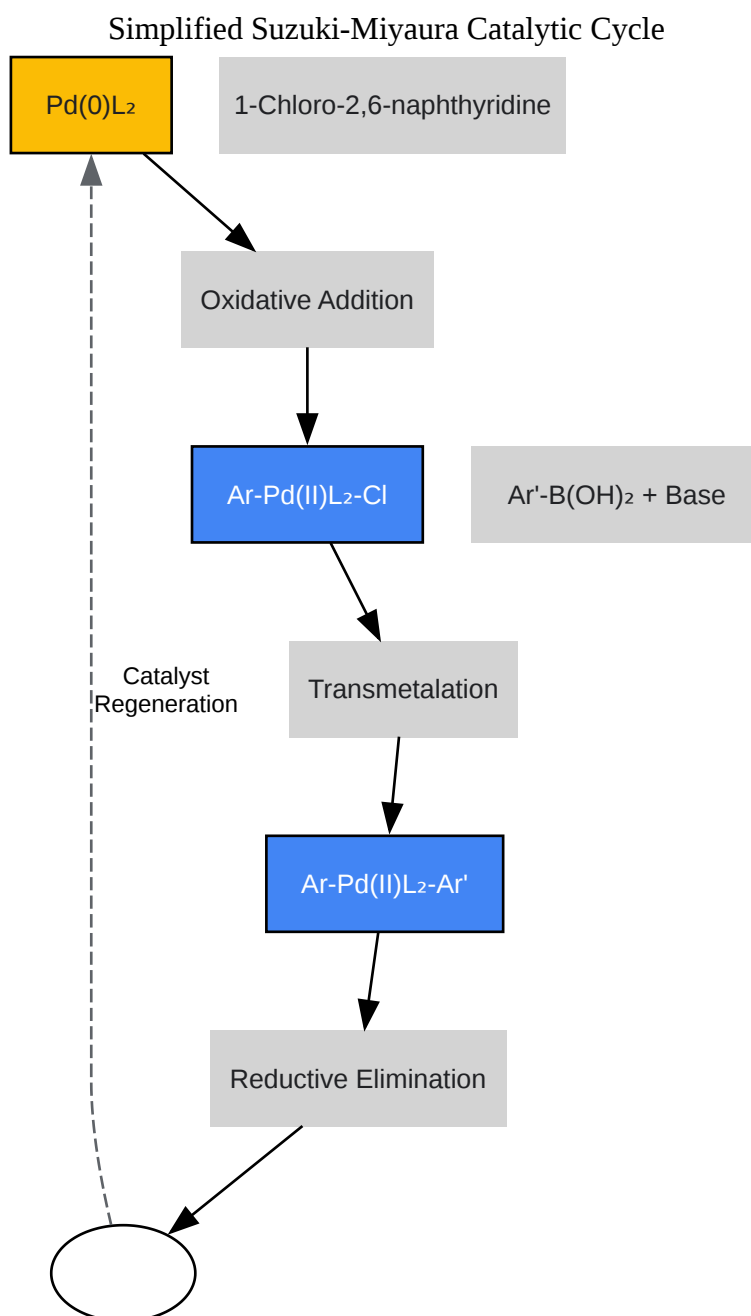 Simplified Suzuki-Miyaura Catalytic Cycle
Pd(0)L₂
1-Chloro-2,6-naphthyridine
Oxidative Addition
Ar-Pd(II)L₂-Cl
Ar'-B(OH)₂ + Base
Catalyst
Regeneration
Transmetalation
Ar-Pd(II)L₂-Ar'
Reductive Elimination